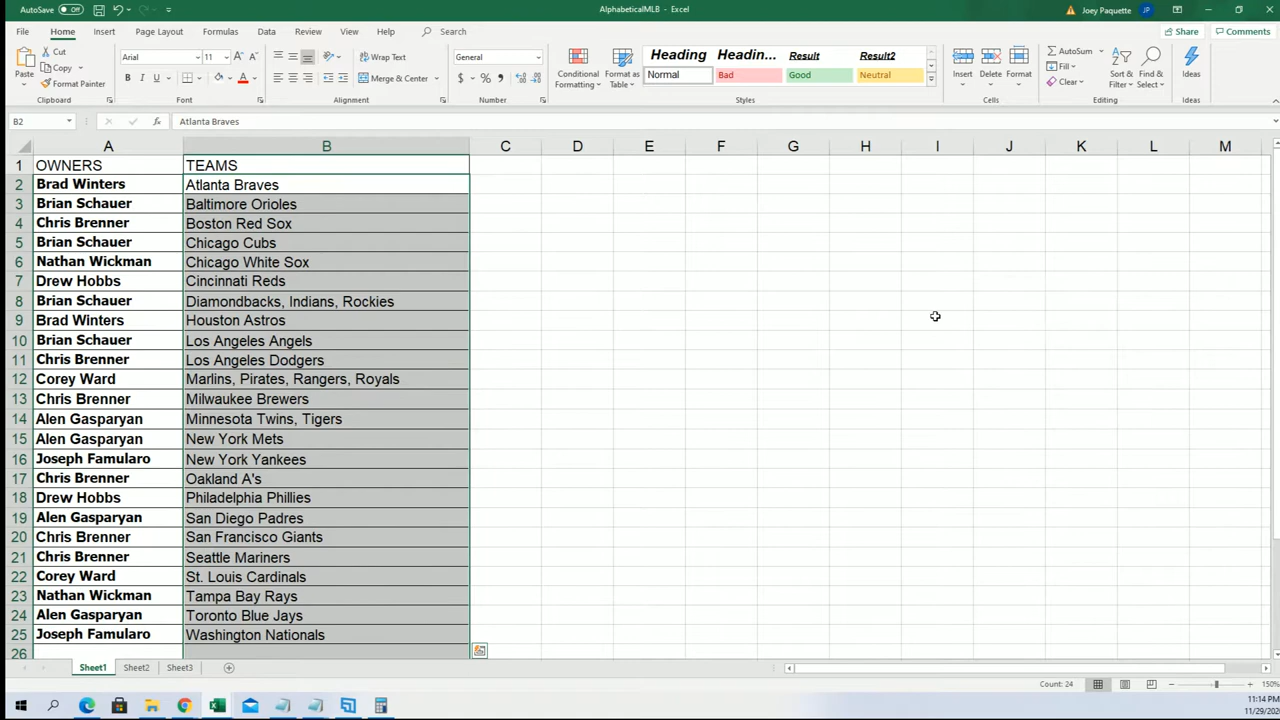 AutoSave Off AlphabeticalMLB - Excel Joey Paquette JP
File Home Insert Page Layout Formulas Data Review View Help Search Share Comments
Paste Cut Copy Format Painter Clipboard
Arial 11 Font
Wrap Text Merge & Center Alignment
General Number
Conditional Formatting Format as Table
Heading Headin... Result Result2
Normal Bad Good Neutral
Styles
Insert Delete Format Cells
AutoSum Fill Clear Sort & Filter Find & Select Editing
Ideas Ideas
B2 fx Atlanta Braves
A B C D E F G H I J K L M
1 OWNERS TEAMS
2 Brad Winters Atlanta Braves
3 Brian Schauer Baltimore Orioles
4 Chris Brenner Boston Red Sox
5 Brian Schauer Chicago Cubs
6 Nathan Wickman Chicago White Sox
7 Drew Hobbs Cincinnati Reds
8 Brian Schauer Diamondbacks, Indians, Rockies
9 Brad Winters Houston Astros
10 Brian Schauer Los Angeles Angels
11 Chris Brenner Los Angeles Dodgers
12 Corey Ward Marlins, Pirates, Rangers, Royals
13 Chris Brenner Milwaukee Brewers
14 Alen Gasparyan Minnesota Twins, Tigers
15 Alen Gasparyan New York Mets
16 Joseph Famularo New York Yankees
17 Chris Brenner Oakland A's
18 Drew Hobbs Philadelphia Phillies
19 Alen Gasparyan San Diego Padres
20 Chris Brenner San Francisco Giants
21 Chris Brenner Seattle Mariners
22 Corey Ward St. Louis Cardinals
23 Nathan Wickman Tampa Bay Rays
24 Alen Gasparyan Toronto Blue Jays
25 Joseph Famularo Washington Nationals
26
Sheet1 Sheet2 Sheet3
Count: 24 150%
11:14 PM